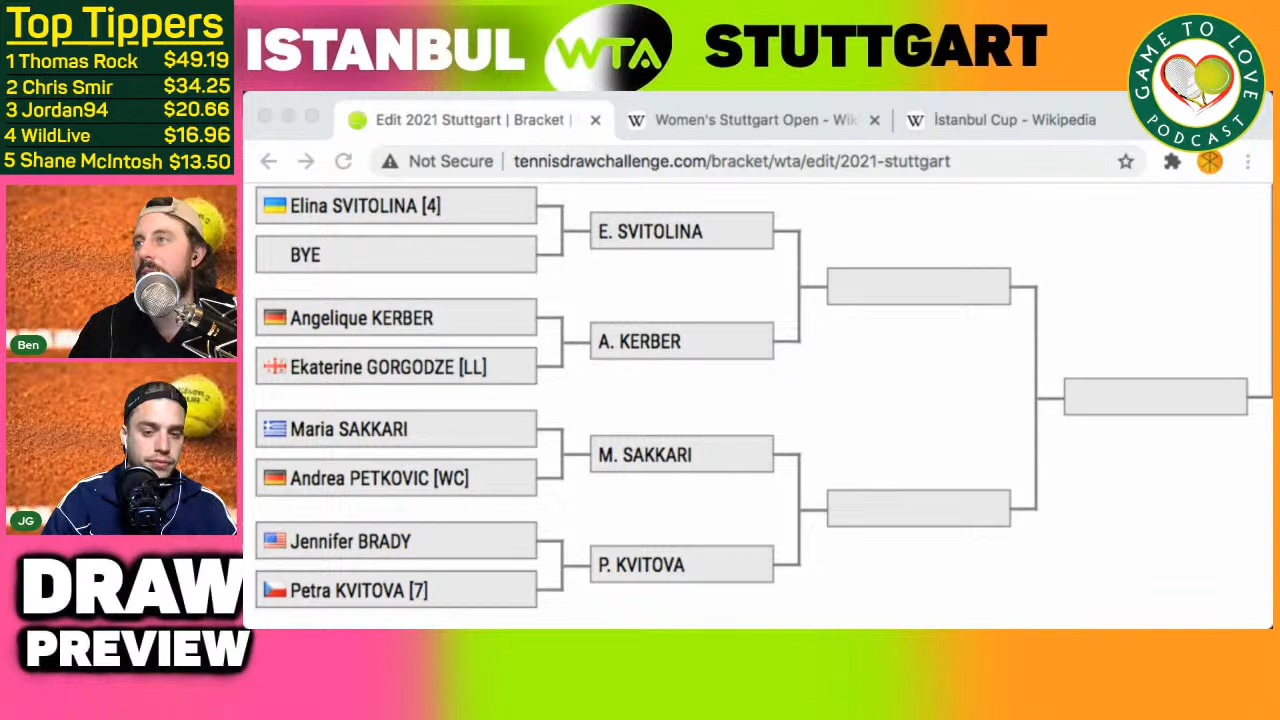 Top Tippers
1 Thomas Rock $49.19
2 Chris Smir $34.25
3 Jordan94 $20.66
4 WildLive $16.96
5 Shane McIntosh $13.50
ISTANBUL WTA STUTTGART
GAME TO LOVE
PODCAST
Edit 2021 Stuttgart | Bracket |
Women's Stuttgart Open - Wik
İstanbul Cup - Wikipedia
Not Secure | tennisdrawchallenge.com/bracket/wta/edit/2021-stuttgart
Elina SVITOLINA [4]
BYE
E. SVITOLINA
Angelique KERBER
Ekaterine GORGODZE [LL]
A. KERBER
Maria SAKKARI
Andrea PETKOVIC [WC]
M. SAKKARI
Jennifer BRADY
Petra KVITOVA [7]
P. KVITOVA
Ben
JG
DRAW
PREVIEW